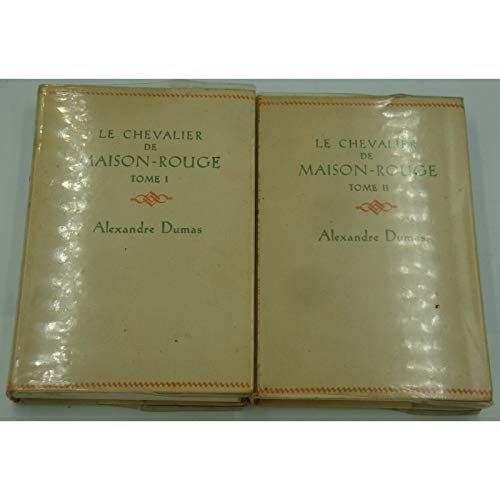 LE CHEVALIER
DE
MAISON-ROUGE
TOME I
Alexandre Dumas
LE CHEVALIER
DE
MAISON-ROUGE
TOME II
Alexandre Dumas